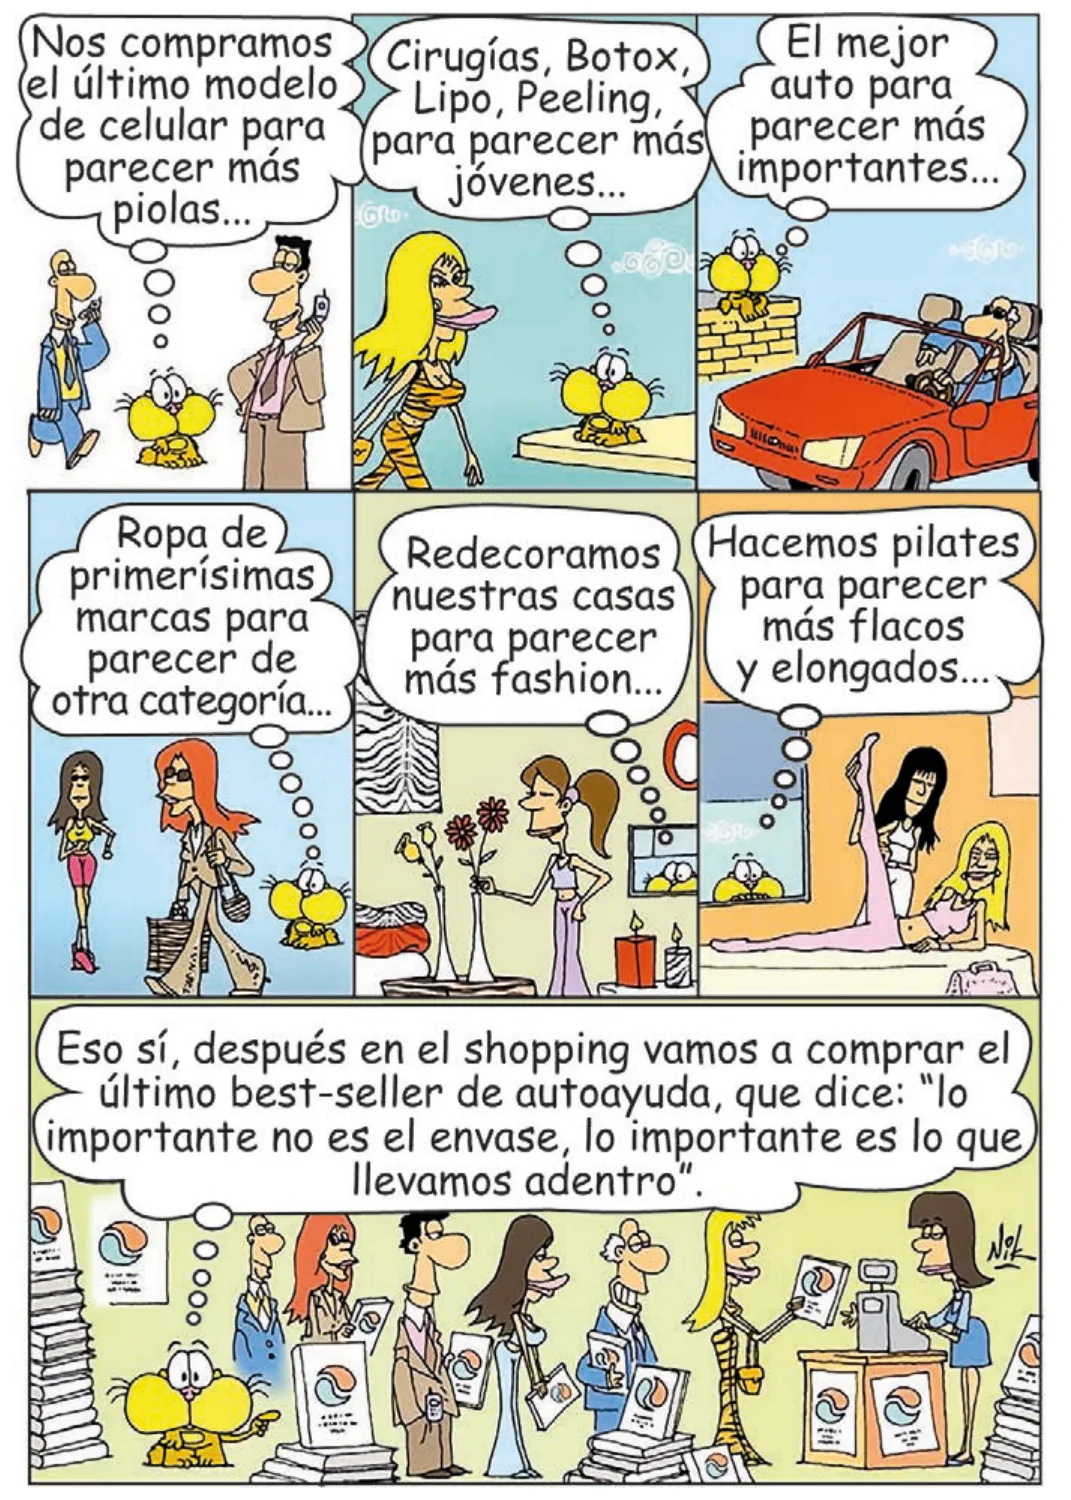 Nos compramos
el último modelo
de celular para
parecer más
piolas...
Cirugías, Botox,
Lipo, Peeling,
para parecer más
jóvenes...
El mejor
auto para
parecer más
importantes...
Ropa de
primerísimas
marcas para
parecer de
otra categoría...
Redecoramos
nuestras casas
para parecer
más fashion...
Hacemos pilates
para parecer
más flacos
y elongados...
Eso sí, después en el shopping vamos a comprar el
último best-seller de autoayuda, que dice: “lo
importante no es el envase, lo importante es lo que
llevamos adentro”.
Nik